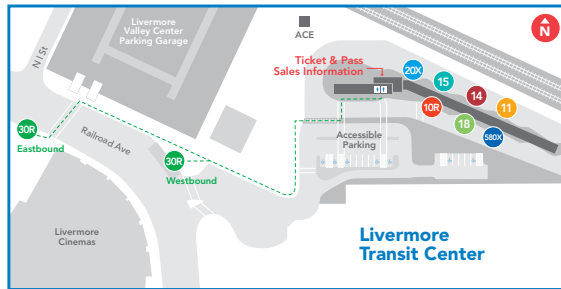 Livermore
Valley Center
Parking Garage
ACE
N
N I St
Ticket & Pass
Sales Information
20X
15
14
11
10R
18
580X
30R
Eastbound
Railroad Ave
Accessible
Parking
30R
Westbound
Livermore
Cinemas
Livermore
Transit Center